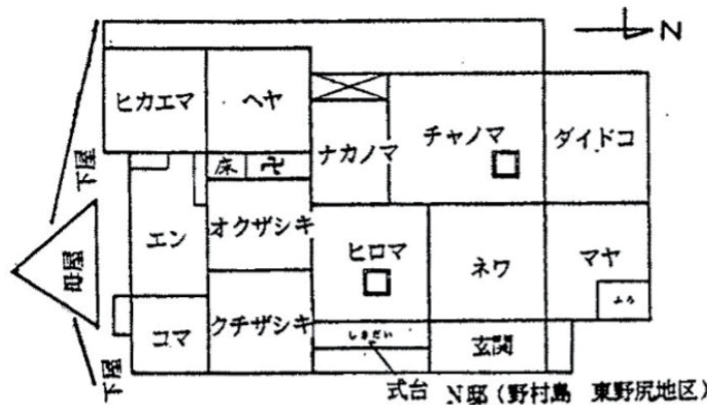 N
ヒカエマ
ヘヤ
ナカノマ
チャノマ
ダイドコ
下屋
床
卍
エン
オクザシキ
ヒロマ
ネワ
マヤ
ふろ
母屋
コマ
クチザシキ
しきだい
玄関
下屋
式台 N邸(野村島 東野尻地区)